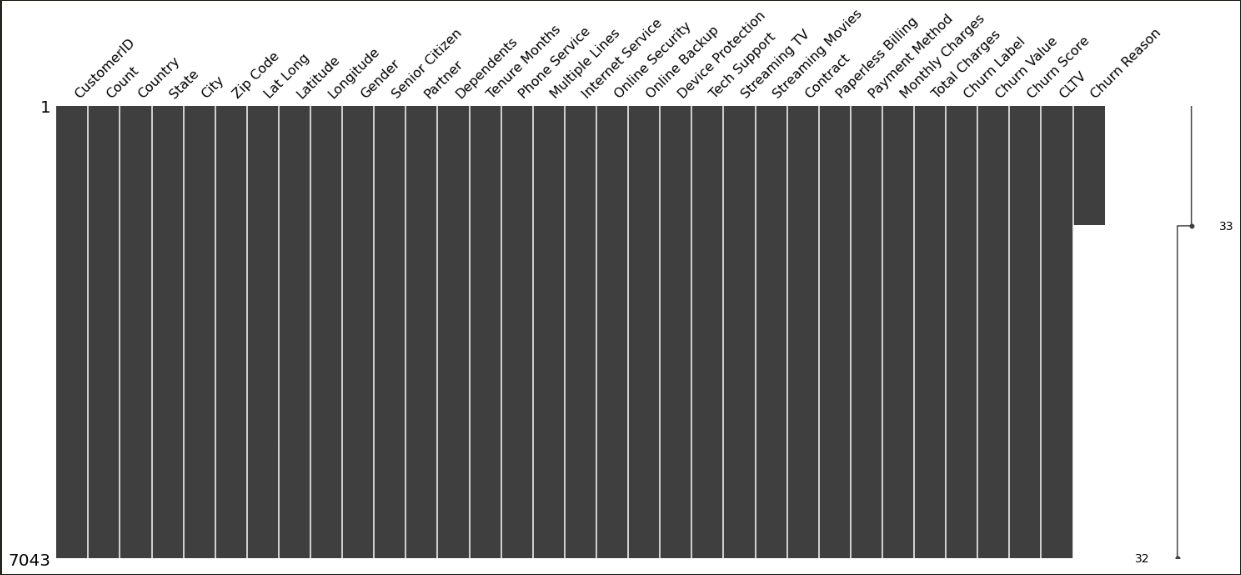 CustomerID
Count
Country
State
City
Zip Code
Lat Long
Latitude
Longitude
Gender
Senior Citizen
Partner
Dependents
Tenure Months
Phone Service
Multiple Lines
Internet Service
Online Security
Online Backup
Device Protection
Tech Support
Streaming TV
Streaming Movies
Contract
Paperless Billing
Payment Method
Monthly Charges
Total Charges
Churn Label
Churn Value
Churn Score
CLTV
Churn Reason
1
33
7043
32